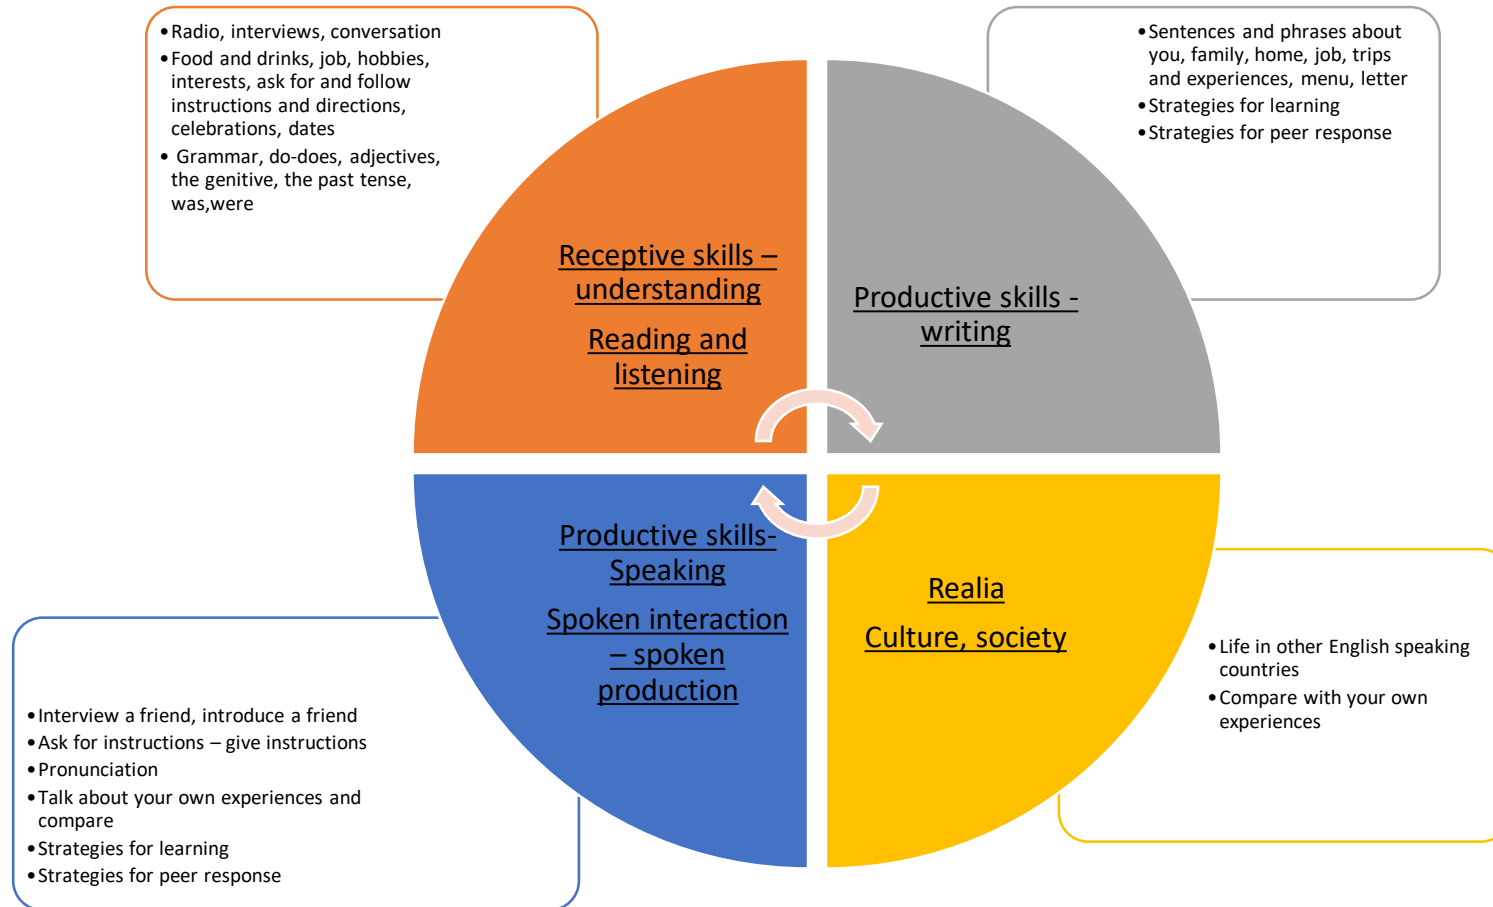 •Radio, interviews, conversation
•Food and drinks, job, hobbies,
interests, ask for and follow
instructions and directions,
celebrations, dates
• Grammar, do-does, adjectives,
the genitive, the past tense,
was,were
•Sentences and phrases about
you, family, home, job, trips
and experiences, menu, letter
•Strategies for learning
•Strategies for peer response
Receptive skills –
understanding
Reading and
listening
Productive skills -
writing
Productive skills-
Speaking
Spoken interaction
– spoken
production
Realia
Culture, society
•Interview a friend, introduce a friend
•Ask for instructions – give instructions
•Pronunciation
•Talk about your own experiences and
compare
•Strategies for learning
•Strategies for peer response
•Life in other English speaking
countries
•Compare with your own
experiences